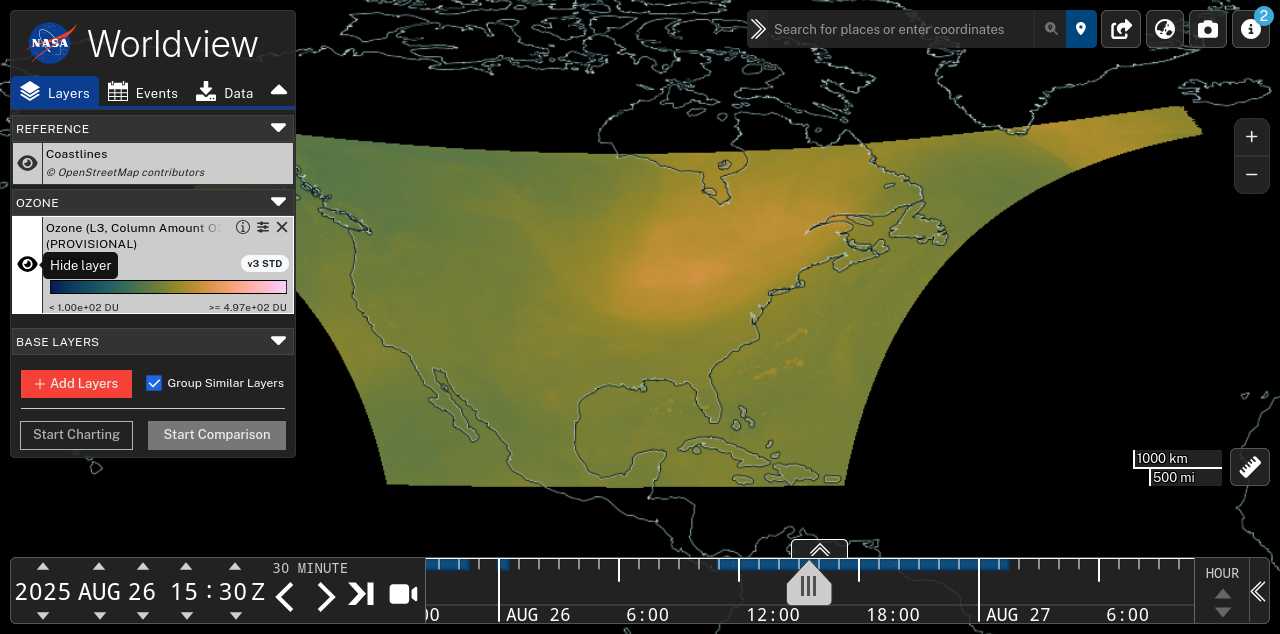 NASA Worldview
Search for places or enter coordinates
2
Layers Events Data
REFERENCE
Coastlines
© OpenStreetMap contributors
OZONE
Ozone (L3, Column Amount
(PROVISIONAL)
Hide layer
v3 STD
< 1.00e+02 DU >= 4.97e+02 DU
BASE LAYERS
+ Add Layers Group Similar Layers
Start Charting Start Comparison
+
−
1000 km
500 mi
30 MINUTE
2025 AUG 26 15 : 30 Z
HOUR
00 AUG 26 6:00 12:00 18:00 AUG 27 6:00